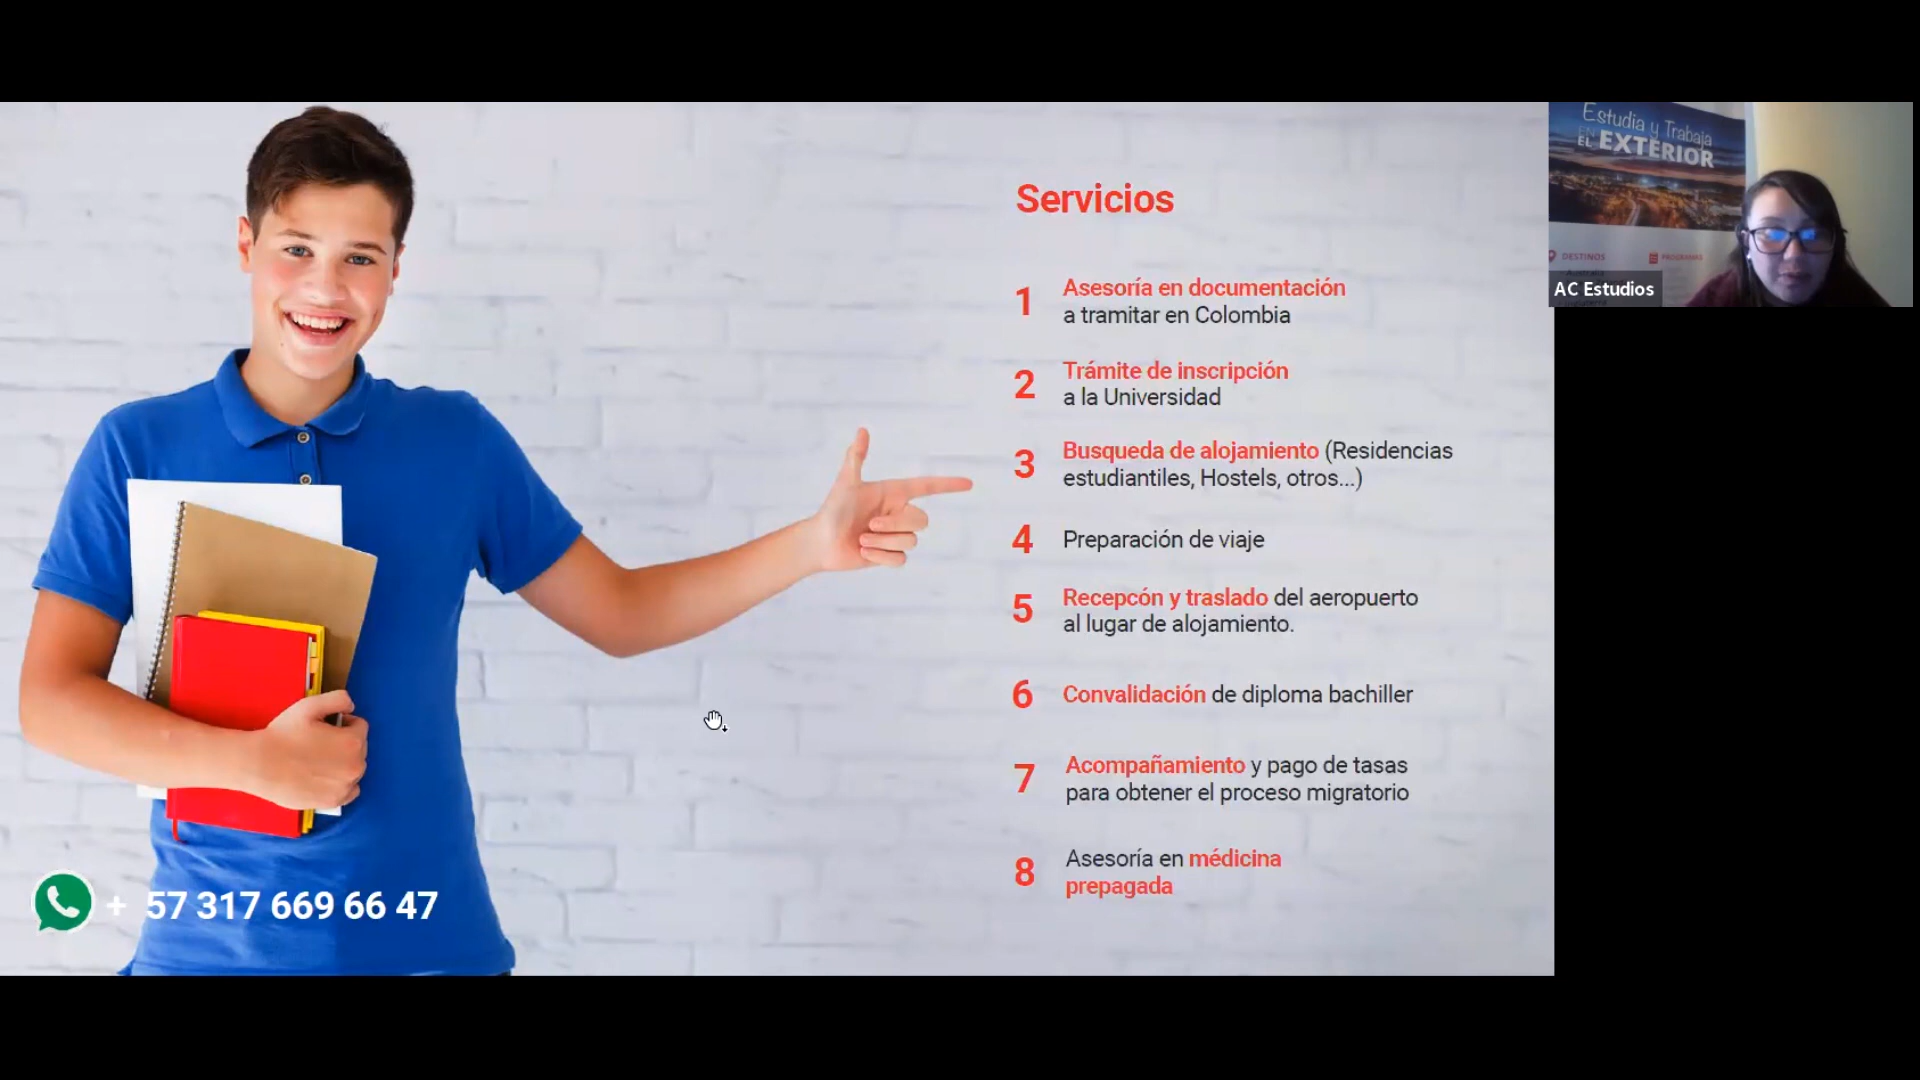 Servicios
1 Asesoría en documentación
a tramitar en Colombia
2 Trámite de inscripción
a la Universidad
3 Busqueda de alojamiento (Residencias
estudiantiles, Hostels, otros...)
4 Preparación de viaje
5 Recepcón y traslado del aeropuerto
al lugar de alojamiento.
6 Convalidación de diploma bachiller
7 Acompañamiento y pago de tasas
para obtener el proceso migratorio
8 Asesoría en médicina
prepagada
+ 57 317 669 66 47
Estudia y Trabaja
EN EL EXTERIOR
DESTINOS
PROGRAMAS
Australia
AC Estudios